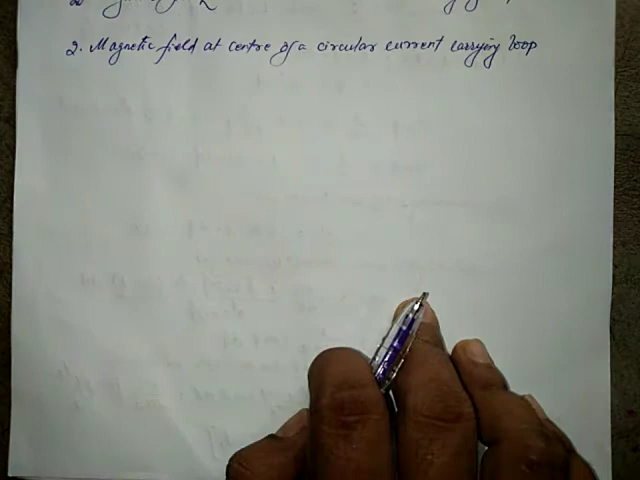 2. Magnetic field at centre of a circular current carrying loop